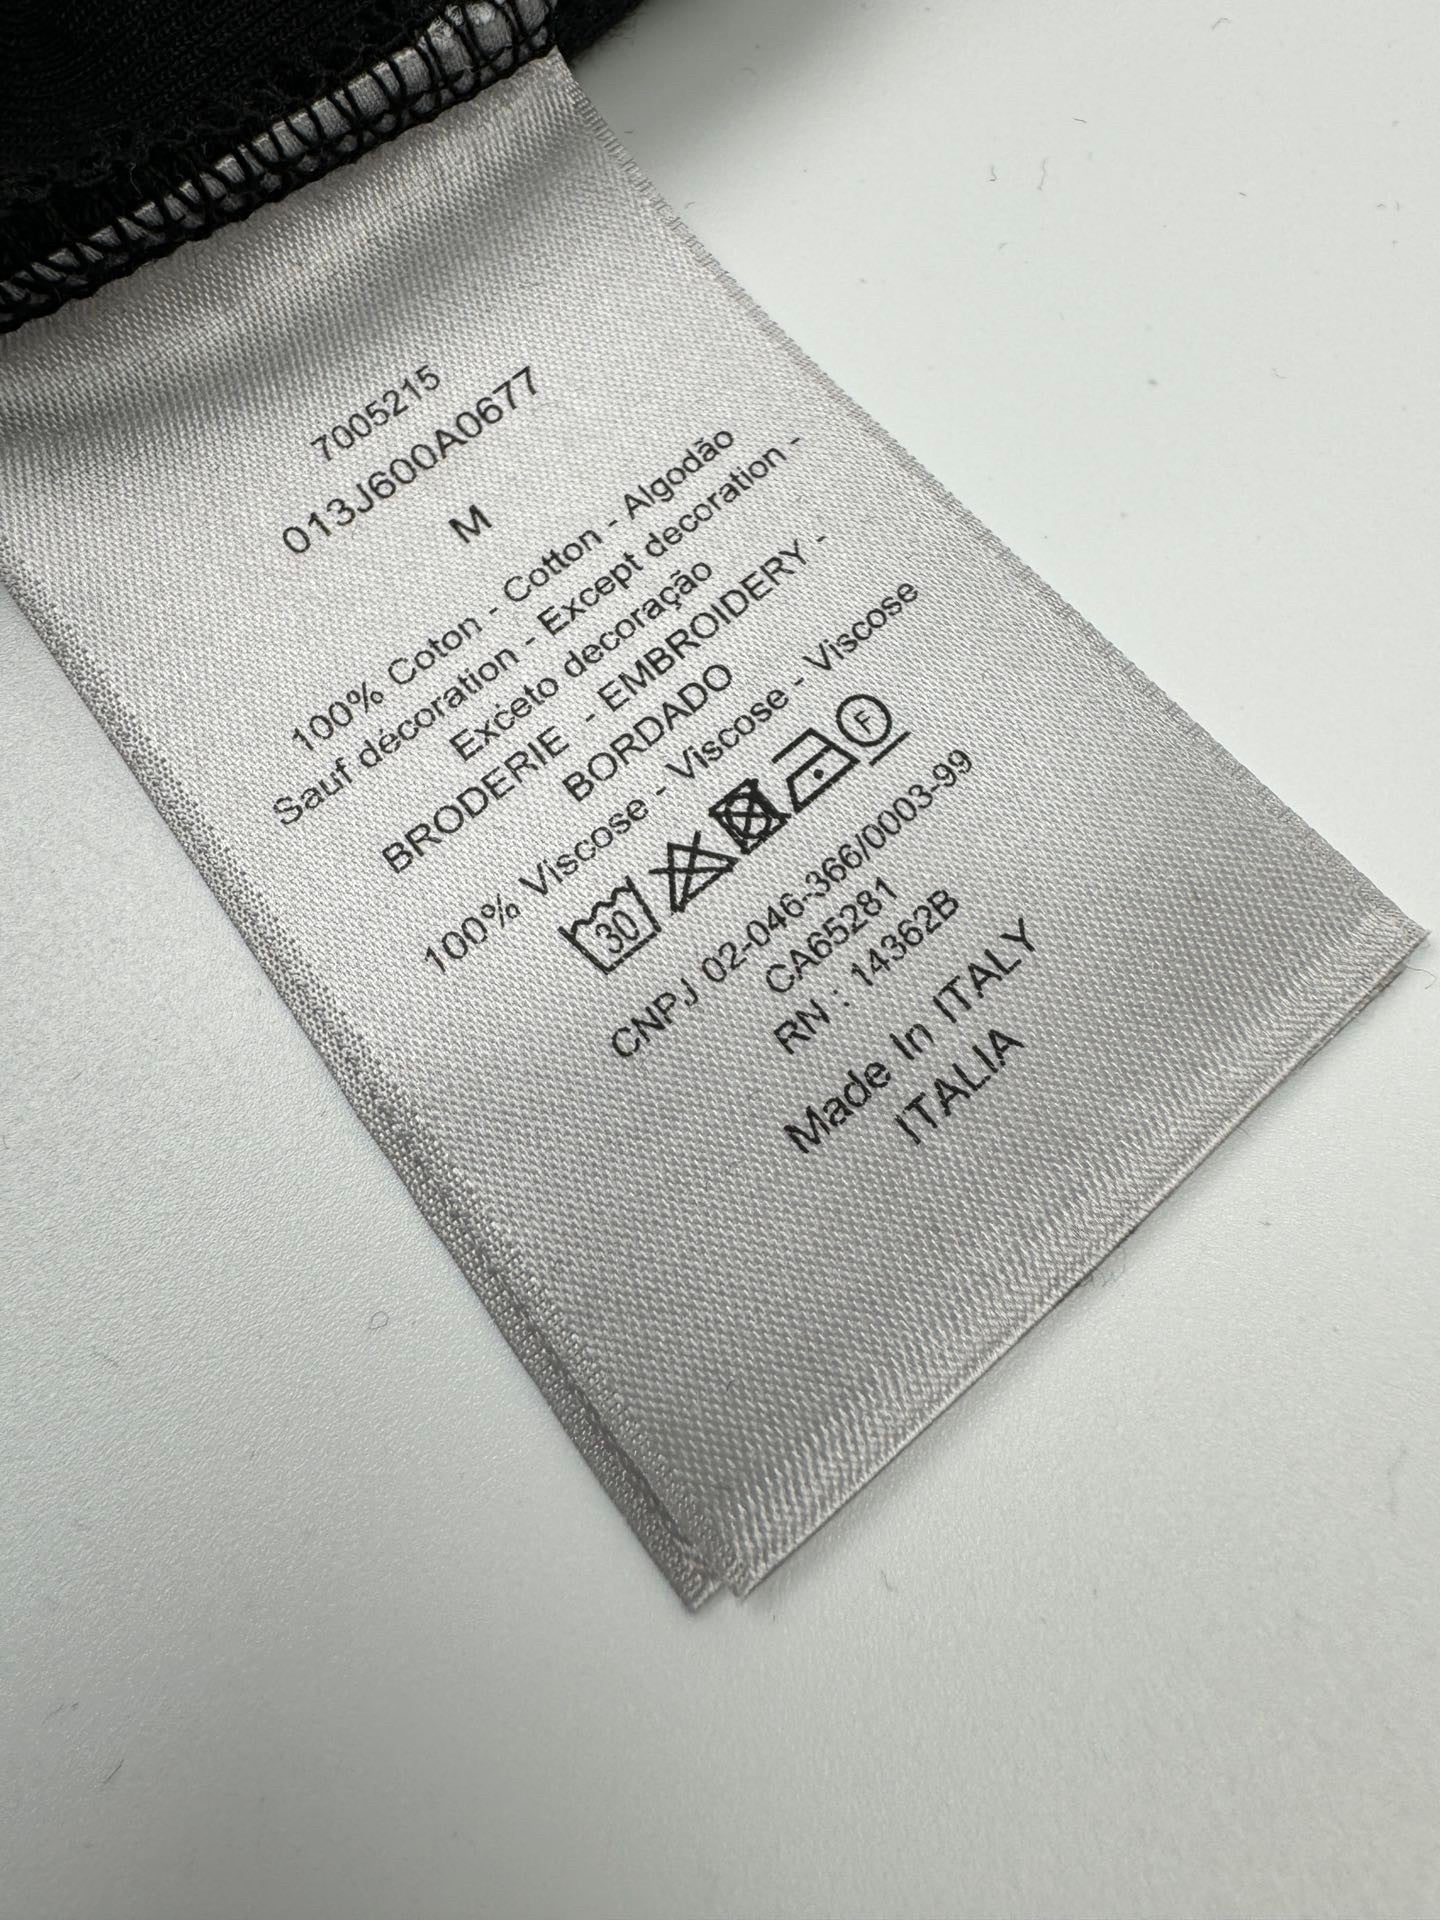 7005215
013J600A0677
M
100% Coton - Cotton - Algodão
Sauf décoration - Except decoration -
Exceto decoração
BRODERIE - EMBROIDERY -
BORDADO
100% Viscose - Viscose - Viscose
30 F
CNPJ 02-046-366/0003-99
CA65281
RN : 14362B
Made In ITALY
ITALIA